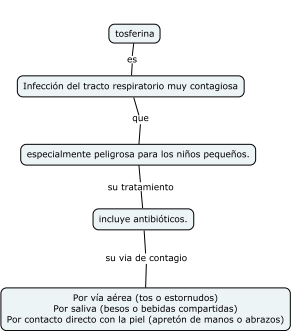 tosferina
es
Infección del tracto respiratorio muy contagiosa
que
especialmente peligrosa para los niños pequeños.
su tratamiento
incluye antibióticos.
su via de contagio
Por vía aérea (tos o estornudos)
Por saliva (besos o bebidas compartidas)
Por contacto directo con la piel (apretón de manos o abrazos)